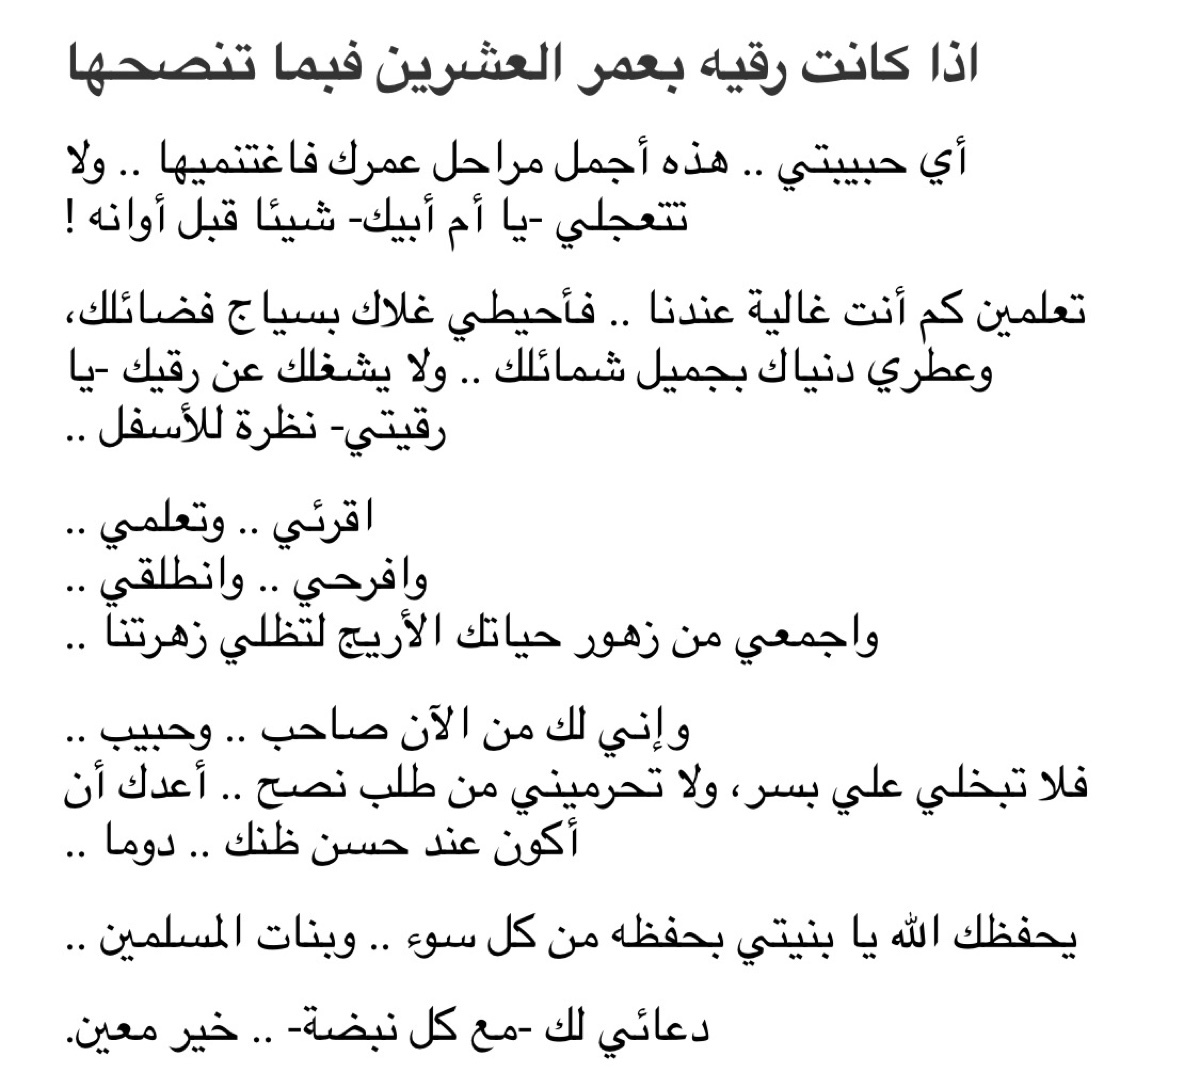 اذا كانت رقيه بعمر العشرين فبما تنصحها
أي حبيبتي .. هذه أجمل مراحل عمرك فاغتنميها .. ولا
تتعجلي -يا أم أبيك- شيئا قبل أوانه !
تعلمين كم أنت غالية عندنا .. فأحيطي غلاك بسياج فضائلك،
وعطري دنياك بجميل شمائلك .. ولا يشغلك عن رقيك -يا
رقيتي- نظرة للأسفل ..
اقرئي .. وتعلمي ..
وافرحي .. وانطلقي ..
واجمعي من زهور حياتك الأريج لتظلي زهرتنا ..
وإني لك من الآن صاحب .. وحبيب ..
فلا تبخلي علي بسر، ولا تحرميني من طلب نصح .. أعدك أن
أكون عند حسن ظنك .. دوما ..
يحفظك الله يا بنيتي بحفظه من كل سوء .. وبنات المسلمين ..
دعائي لك -مع كل نبضة- .. خير معين.